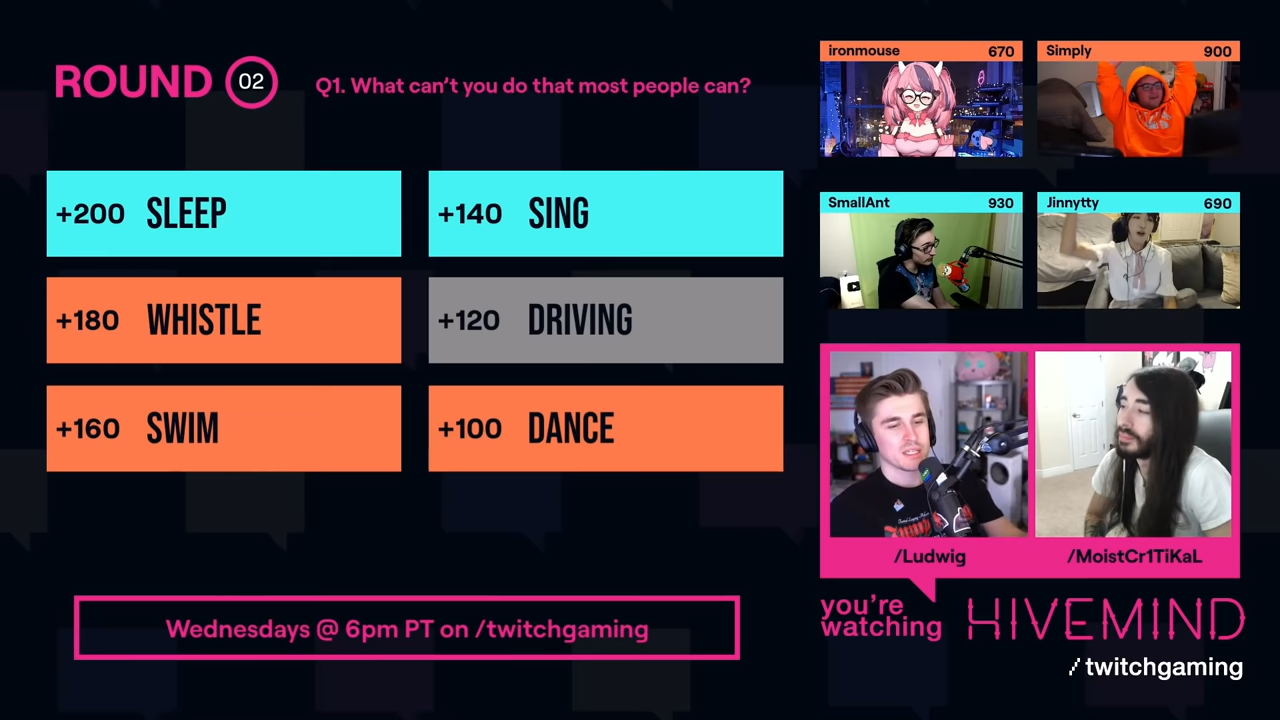 ROUND 02
Q1. What can't you do that most people can?
+200 SLEEP
+140 SING
+180 WHISTLE
+120 DRIVING
+160 SWIM
+100 DANCE
Wednesdays @ 6pm PT on /twitchgaming
ironmouse 670
Simply 900
SmallAnt 930
Jinnytty 690
/Ludwig
/MoistCr1TiKaL
you're
watching
HIVEMIND
/twitchgaming